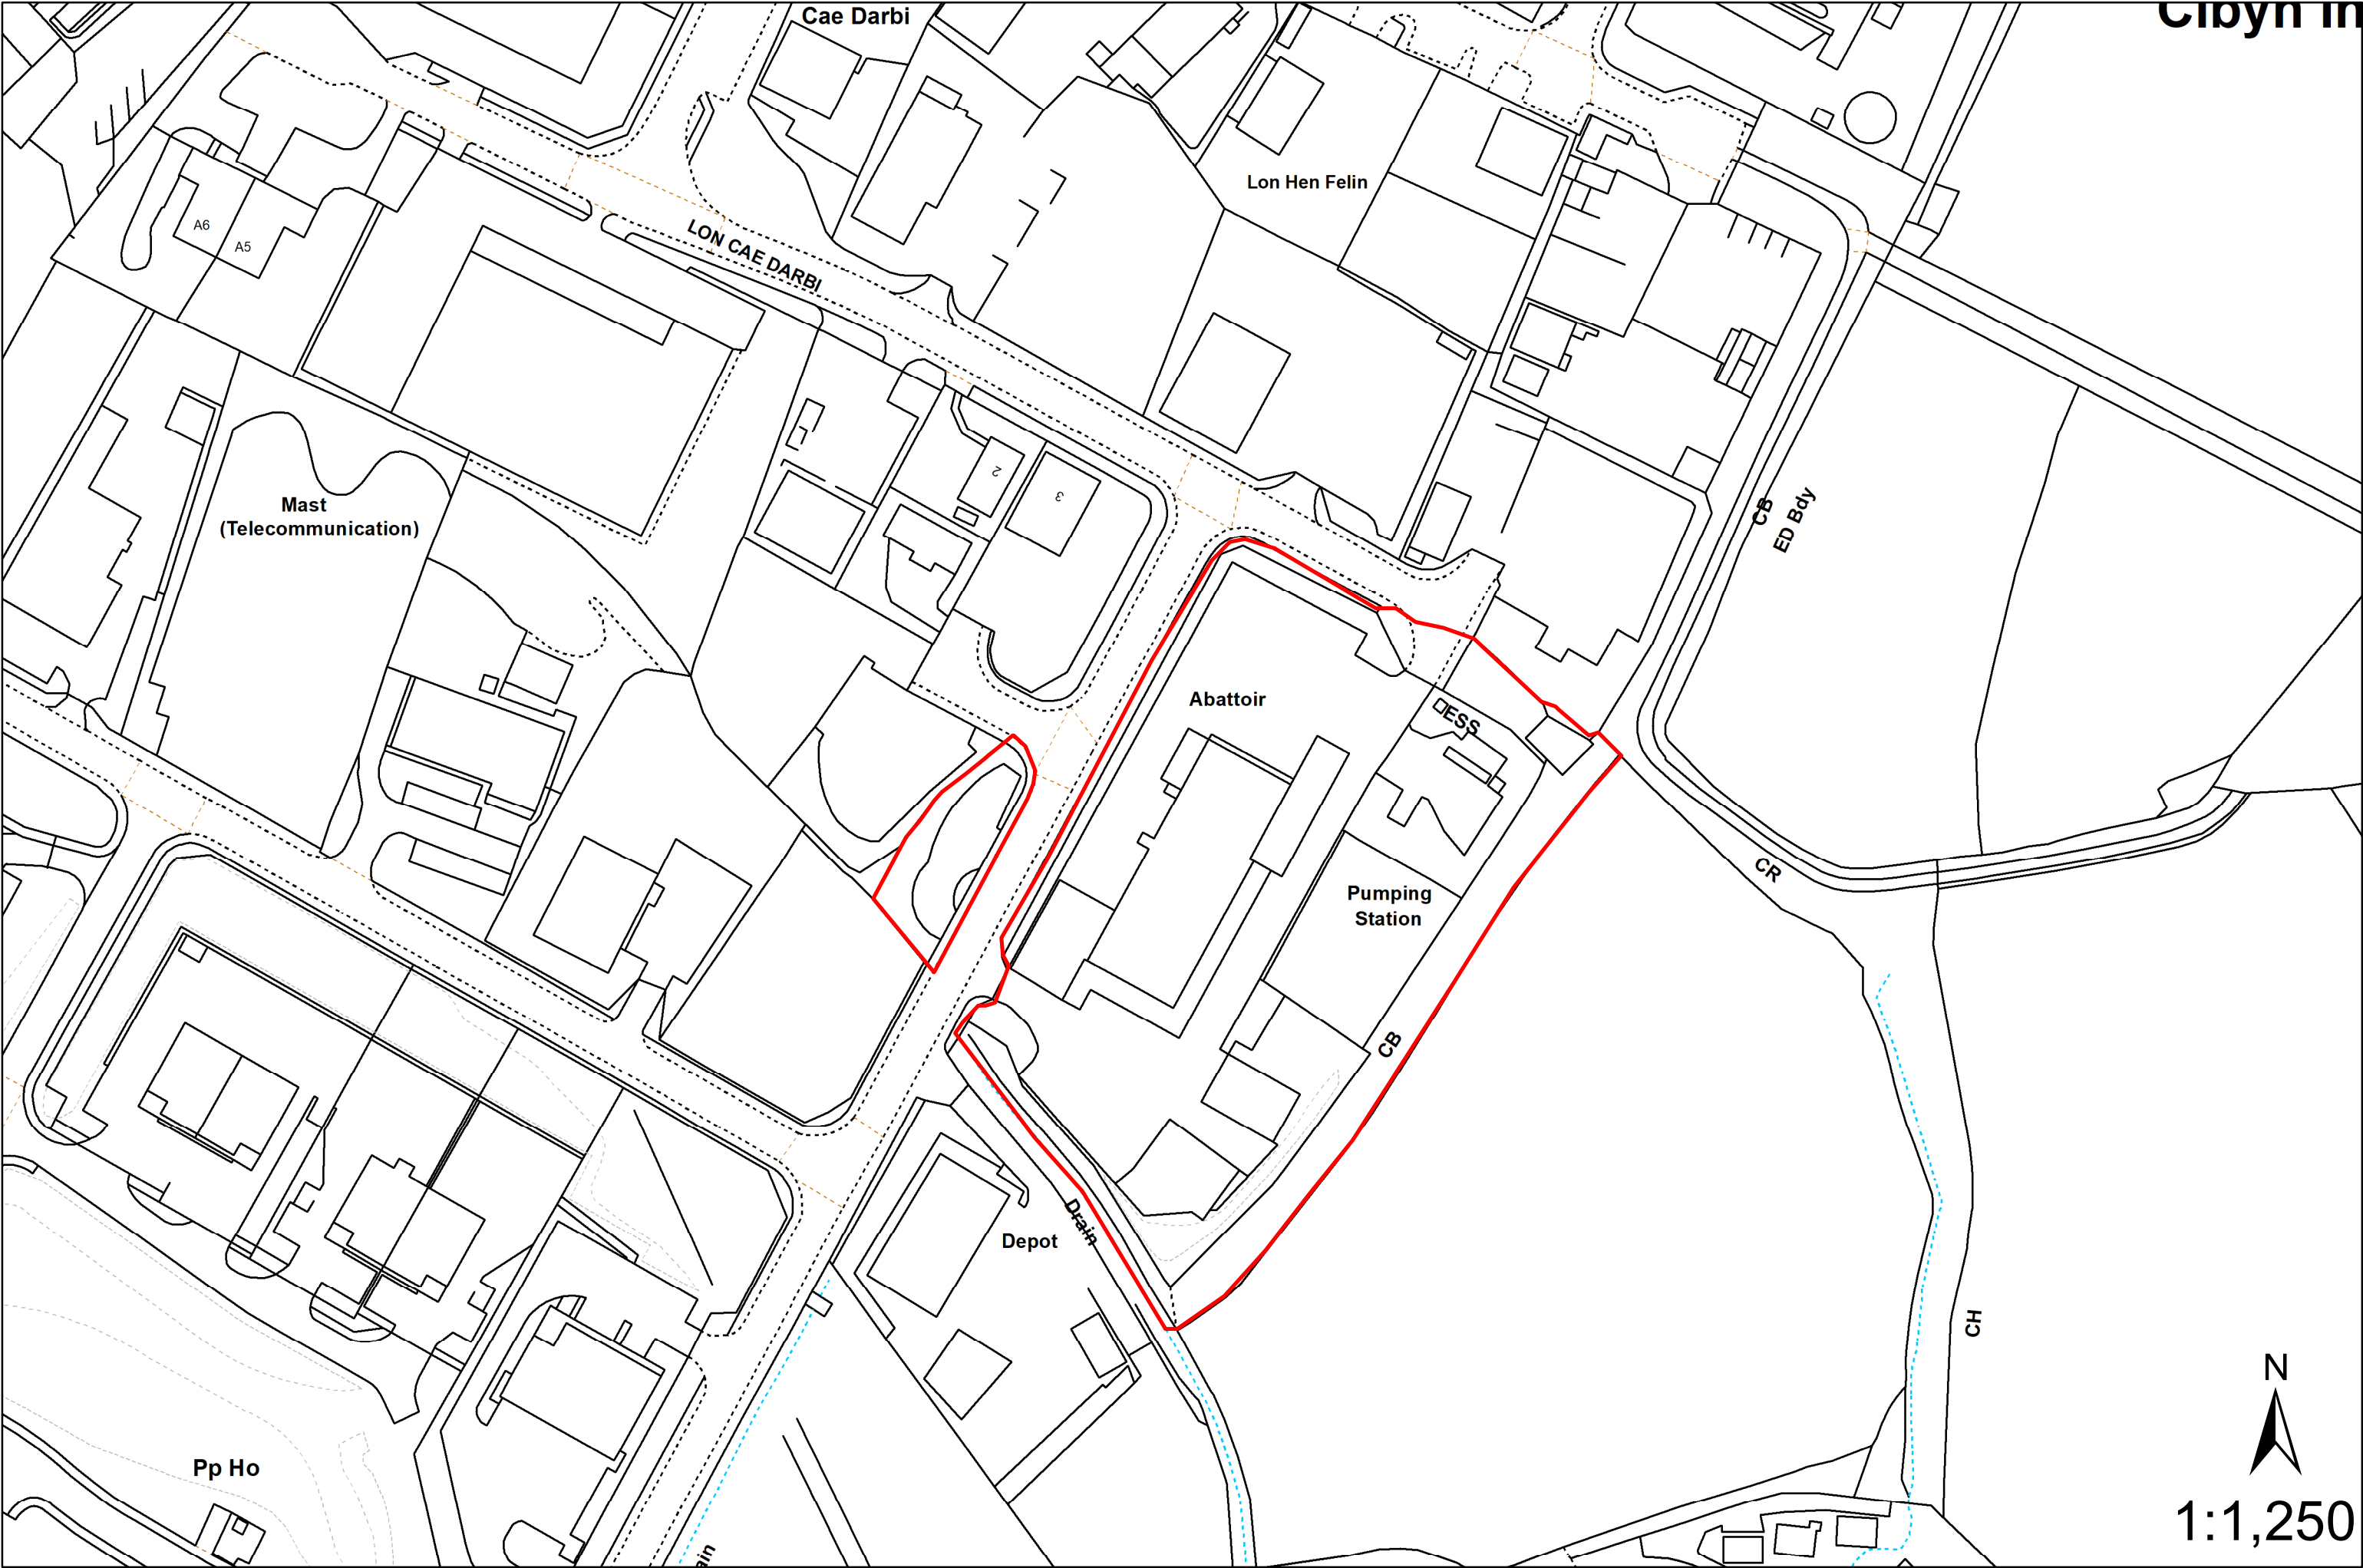 Cae Darbi
Cibyn In
Lon Hen Felin
A6
A5
LON CAE DARBI
Mast
(Telecommunication)
2
3
CB
ED Bdy
Abattoir
ESS
Pumping
Station
CR
CB
Drain
Depot
CH
N
Pp Ho
1:1,250
ain